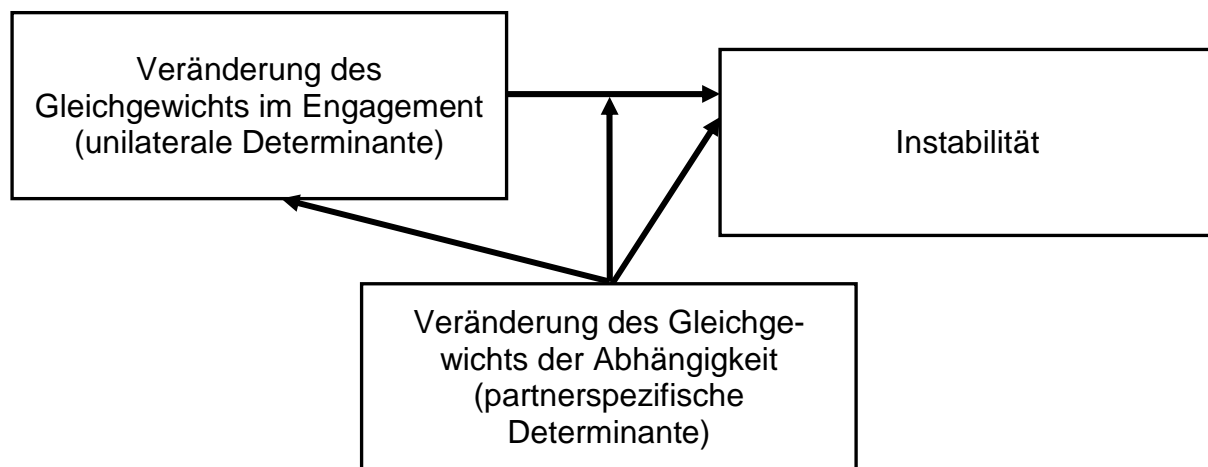 Veränderung des
Gleichgewichts im Engagement
(unilaterale Determinante)
Instabilität
Veränderung des Gleichge-
wichts der Abhängigkeit
(partnerspezifische
Determinante)